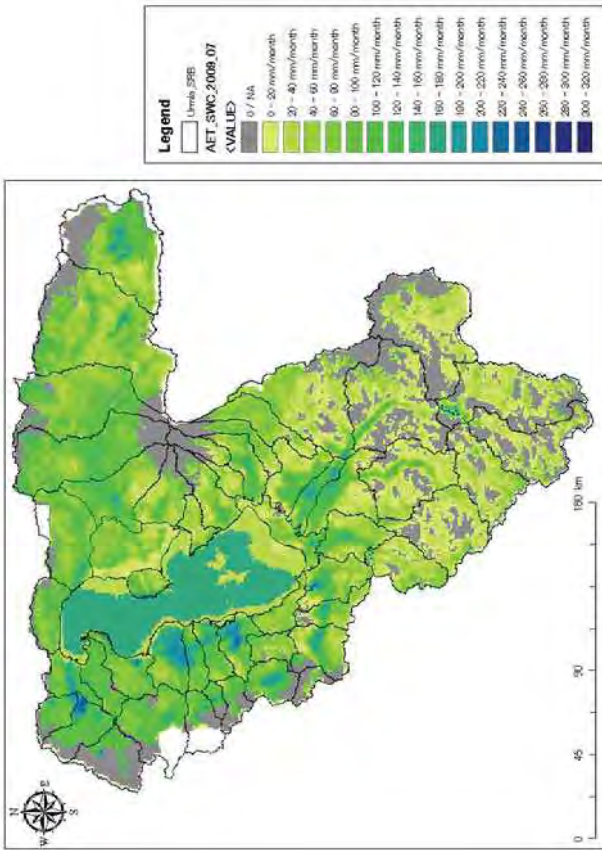 Legend
Urmia_SRB
AET_SWC_2009_07
<VALUE>
0 / NA
0 - 20 mm/month
20 - 40 mm/month
40 - 60 mm/month
60 - 80 mm/month
80 - 100 mm/month
100 - 120 mm/month
120 - 140 mm/month
140 - 160 mm/month
160 - 180 mm/month
180 - 200 mm/month
200 - 220 mm/month
220 - 240 mm/month
240 - 260 mm/month
260 - 280 mm/month
280 - 300 mm/month
300 - 320 mm/month
N
W
E
S
0 45 90 180 km